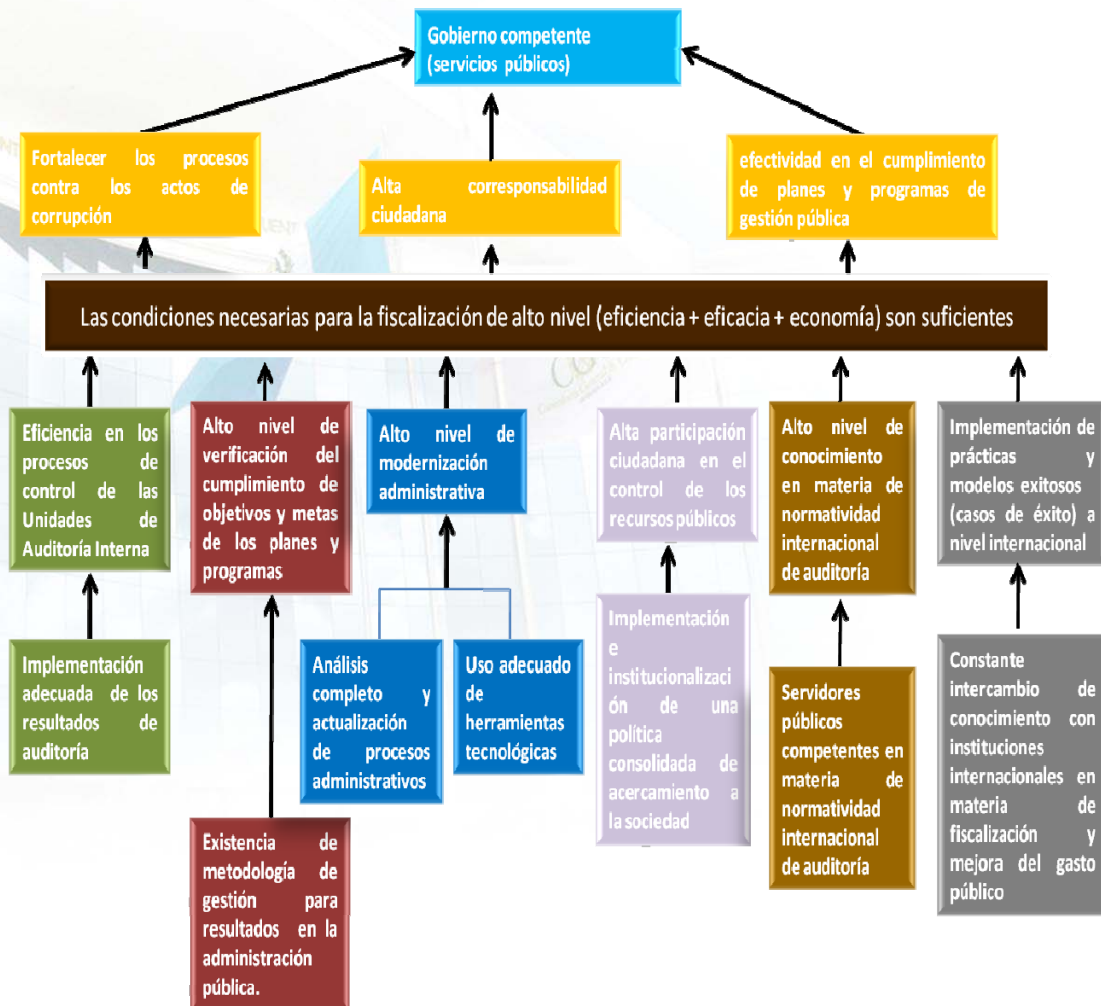 Gobierno competente
(servicios públicos)
Fortalecer los procesos
contra los actos de
corrupción
Alta corresponsabilidad
ciudadana
efectividad en el cumplimiento
de planes y programas de
gestión pública
Las condiciones necesarias para la fiscalización de alto nivel (eficiencia + eficacia + economía) son suficientes
Eficiencia en los
procesos de
control de las
Unidades de
Auditoría Interna
Alto nivel de
verificación del
cumplimiento de
objetivos y metas
de los planes y
programas
Alto nivel de
modernización
administrativa
Alta participación
ciudadana en el
control de los
recursos públicos
Alto nivel de
conocimiento
en materia de
normatividad
internacional
de auditoría
Implementación de
prácticas y
modelos exitosos
(casos de éxito) a
nivel internacional
Implementación
adecuada de los
resultados de
auditoría
Análisis
completo y
actualización
de procesos
administrativos
Uso adecuado
de
herramientas
tecnológicas
Implementación
e
institucionalizaci
ón de una
política
consolidada de
acercamiento a
la sociedad
Servidores
públicos
competentes en
materia de
normatividad
internacional
de auditoría
Constante
intercambio de
conocimiento con
instituciones
internacionales en
materia de
fiscalización y
mejora del gasto
público
Existencia de
metodología de
gestión para
resultados en la
administración
pública.